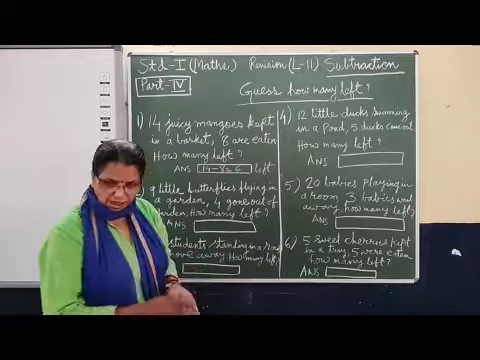 Std-I (Maths) Revision (L-11) Subtraction
Part-IV
Guess how many left?
1) 14 juicy mangoes kept
in a basket, 8 are eaten
How many left?
ANS 14-8=6 left
9 little butterflies flying in
a garden, 4 gone out of
garden. How many left?
ANS
students standing in a row
move away How many left?
4) 12 little ducks swimming
in a Pond, 5 ducks came out
How many left?
ANS
5) 20 babies playing in
a room 3 babies went
away, how many left?
ANS
6) 5 sweet cherries kept
in a tray, 5 were eaten
how many left?
ANS